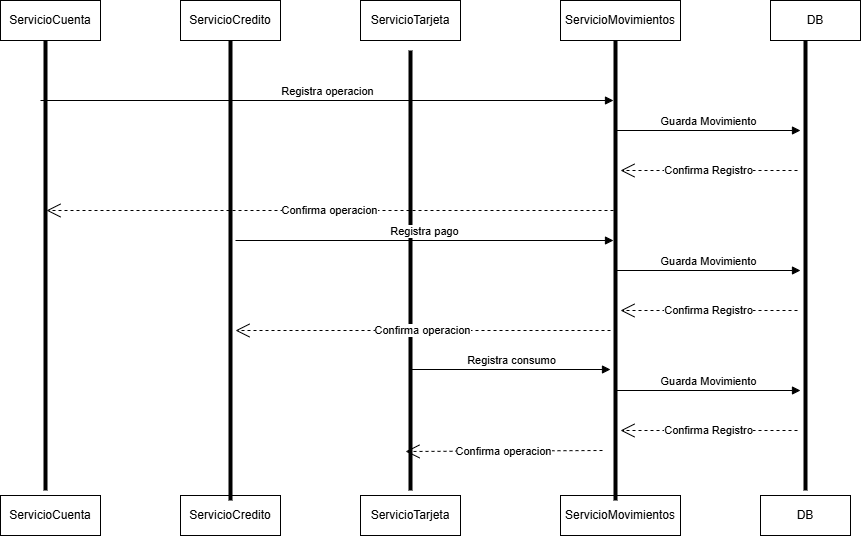 ServicioCuenta
ServicioCredito
ServicioTarjeta
ServicioMovimientos
DB
Registra operacion
Guarda Movimiento
Confirma Registro
Confirma operacion
Registra pago
Guarda Movimiento
Confirma Registro
Confirma operacion
Registra consumo
Guarda Movimiento
Confirma Registro
Confirma operacion
ServicioCuenta
ServicioCredito
ServicioTarjeta
ServicioMovimientos
DB